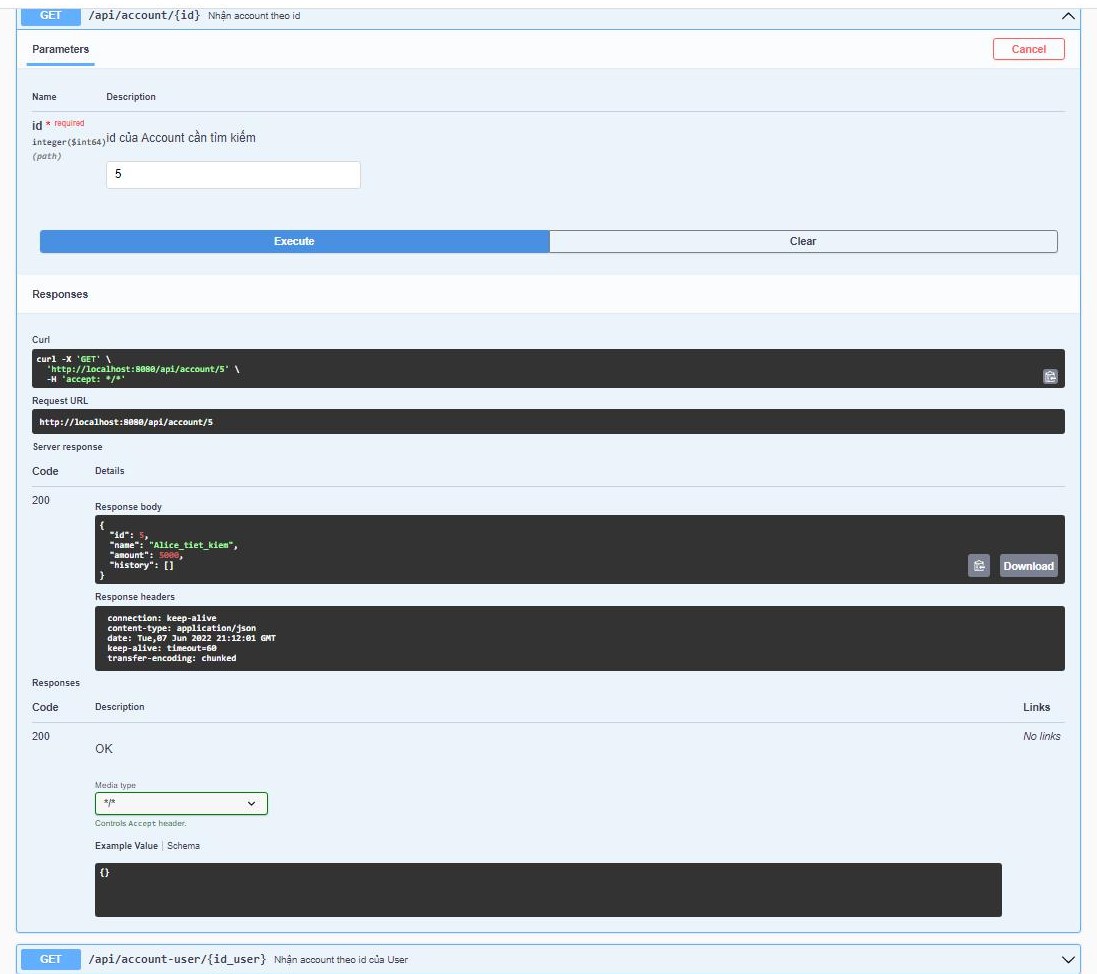 GET /api/account/{id} Nhận account theo id
Parameters Cancel
Name Description
id * required
integer($int64)
(path)
id của Account cần tìm kiếm
5
Execute Clear
Responses
Curl
curl -X 'GET' \
'http://localhost:8080/api/account/5' \
-H 'accept: */*'
Request URL
http://localhost:8080/api/account/5
Server response
Code Details
200
Response body
{
"id": 5,
"name": "Alice_tiet_kiem",
"amount": 5000,
"history": []
}
Download
Response headers
connection: keep-alive
content-type: application/json
date: Tue,07 Jun 2022 21:12:01 GMT
keep-alive: timeout=60
transfer-encoding: chunked
Responses
Code Description Links
200 No links
OK
Media type
*/*
Controls Accept header.
Example Value | Schema
{}
GET /api/account-user/{id_user} Nhận account theo id của User